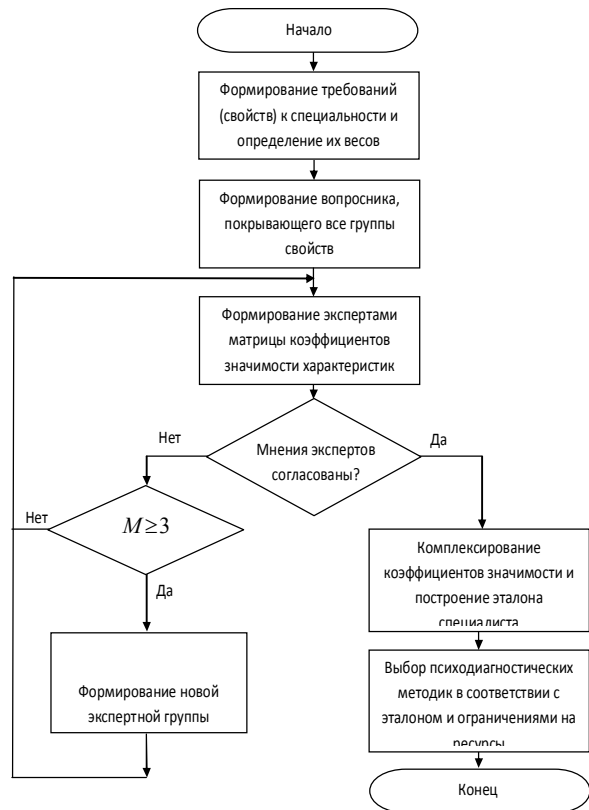 Начало
Формирование требований
(свойств) к специальности и
определение их весов
Формирование вопросника,
покрывающего все группы
свойств
Формирование экспертами
матрицы коэффициентов
значимости характеристик
Нет
Мнения экспертов
согласованы?
Да
Нет
M≥3
Да
Комплексирование
коэффициентов значимости и
построение эталона
специалиста
Формирование новой
экспертной группы
Выбор психодиагностических
методик в соответствии с
эталоном и ограничениями на
ресурсы
Конец